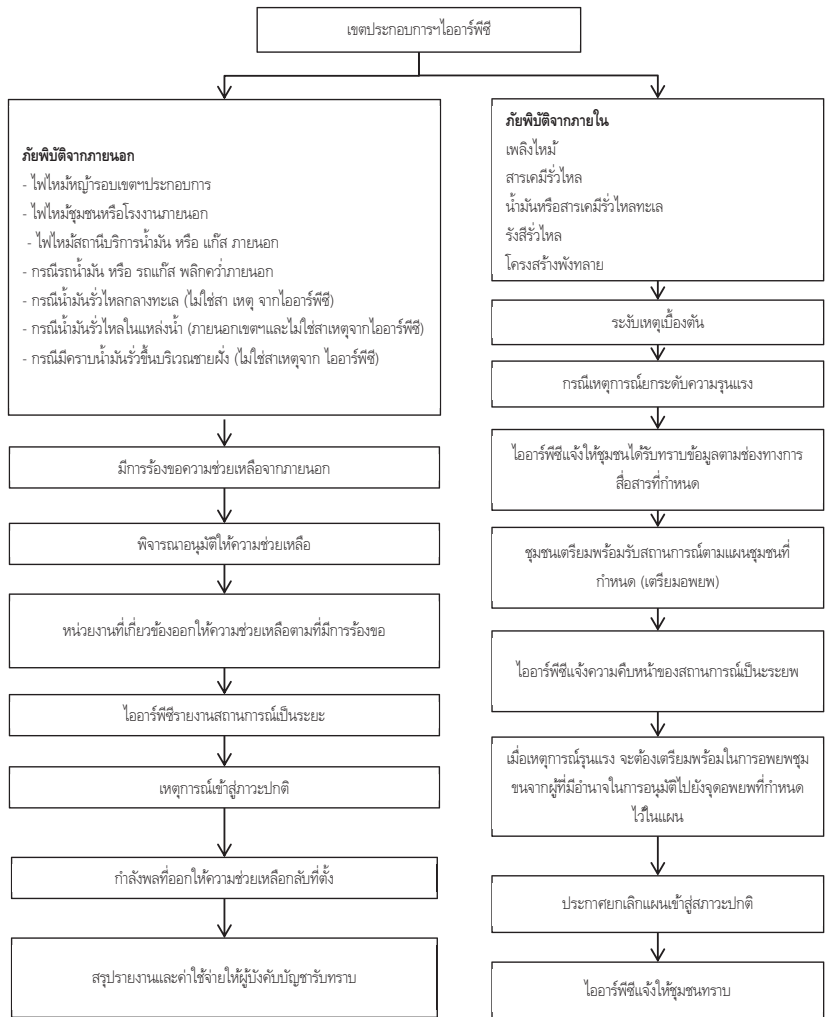 เขตประกอบการฯไออาร์พีซี
ภัยพิบัติจากภายนอก
- ไฟไหม้หญ้ารอบเขตฯประกอบการ
- ไฟไหม้ชุมชนหรือโรงงานภายนอก
- ไฟไหม้สถานีบริการน้ำมัน หรือ แก๊ส ภายนอก
- กรณีรถน้ำมัน หรือ รถแก๊ส พลิกคว่ำภายนอก
- กรณีน้ำมันรั่วไหลกลางทะเล (ไม่ใช่สา เหตุ จากไออาร์พีซี)
- กรณีน้ำมันรั่วไหลในแหล่งน้ำ (ภายนอกเขตฯและไม่ใช่สาเหตุจากไออาร์พีซี)
- กรณีมีคราบน้ำมันรั่วขึ้นบริเวณชายฝั่ง (ไม่ใช่สาเหตุจาก ไออาร์พีซี)
มีการร้องขอความช่วยเหลือจากภายนอก
พิจารณาอนุมัติให้ความช่วยเหลือ
หน่วยงานที่เกี่ยวข้องออกให้ความช่วยเหลือตามที่มีการร้องขอ
ไออาร์พีซีรายงานสถานการณ์เป็นระยะ
เหตุการณ์เข้าสู่ภาวะปกติ
กำลังพลที่ออกให้ความช่วยเหลือกลับที่ตั้ง
สรุปรายงานและค่าใช้จ่ายให้ผู้บังคับบัญชารับทราบ
ภัยพิบัติจากภายใน
เพลิงไหม้
สารเคมีรั่วไหล
น้ำมันหรือสารเคมีรั่วไหลทะเล
รังสีรั่วไหล
โครงสร้างพังทลาย
ระงับเหตุเบื้องต้น
กรณีเหตุการณ์ยกระดับความรุนแรง
ไออาร์พีซีแจ้งให้ชุมชนได้รับทราบข้อมูลตามช่องทางการ
สื่อสารที่กำหนด
ชุมชนเตรียมพร้อมรับสถานการณ์ตามแผนชุมชนที่
กำหนด (เตรียมอพยพ)
ไออาร์พีซีแจ้งความคืบหน้าของสถานการณ์เป็นะระยพ
เมื่อเหตุการณ์รุนแรง จะต้องเตรียมพร้อมในการอพยพชุม
ชนจากผู้ที่มีอำนาจในการอนุมัติไปยังจุดอพยพที่กำหนด
ไว้ในแผน
ประกาศยกเลิกแผนเข้าสู่สภาวะปกติ
ไออาร์พีซีแจ้งให้ชุมชนทราบ